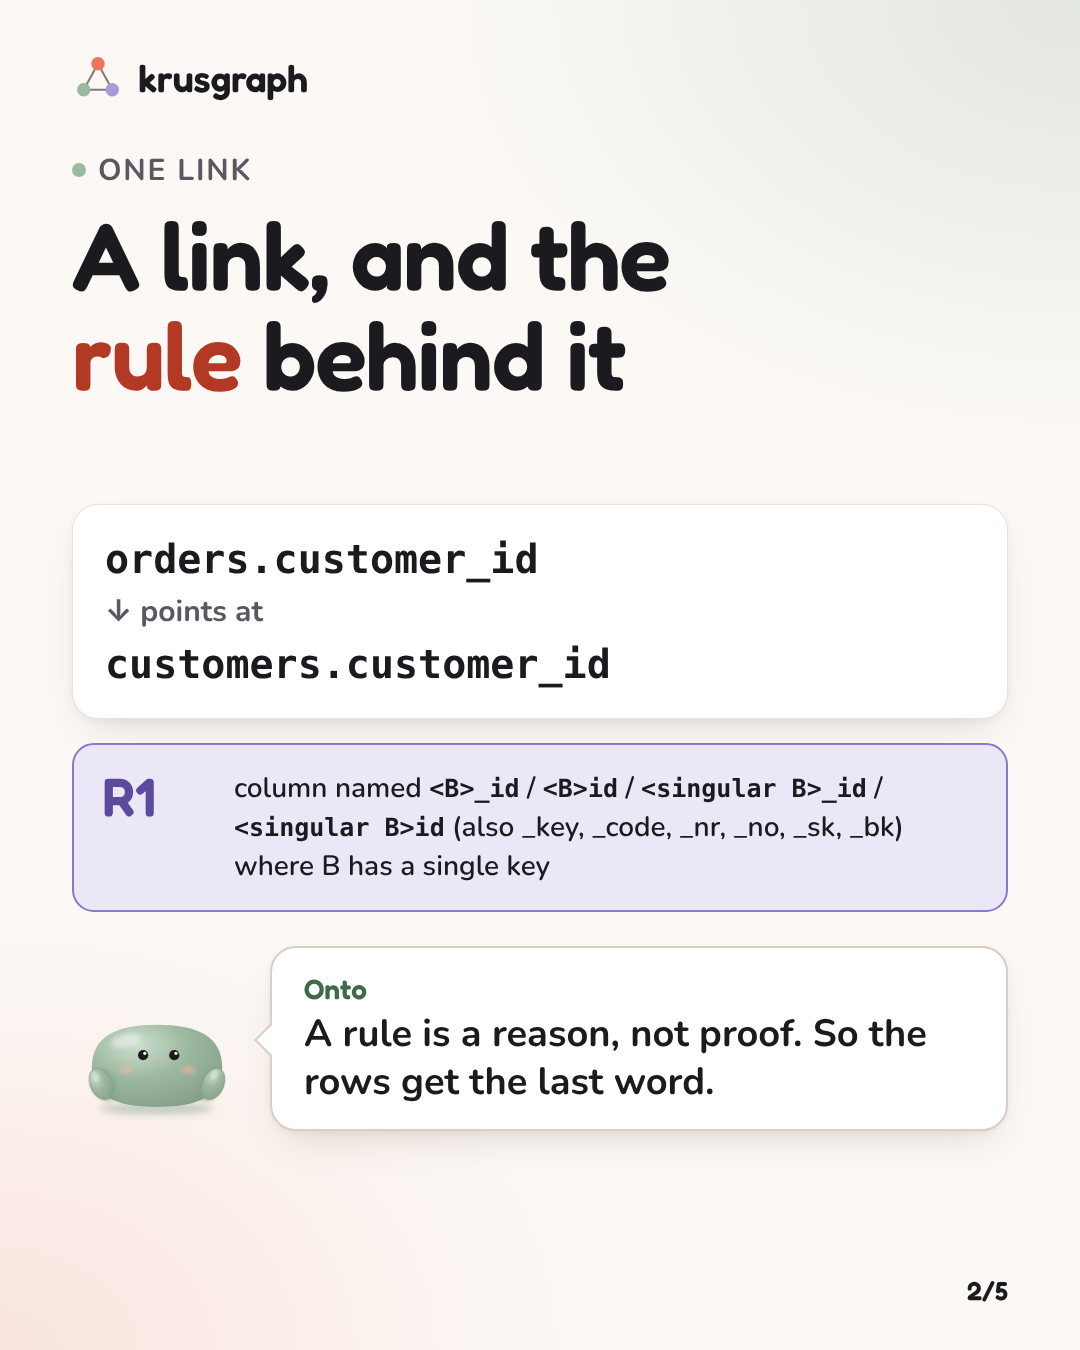 krusgraph
ONE LINK
A link, and the
rule behind it
orders.customer_id
↓ points at
customers.customer_id
R1
column named <B>_id / <B>id / <singular B>_id /
<singular B>id (also _key, _code, _nr, _no, _sk, _bk)
where B has a single key
Onto
A rule is a reason, not proof. So the
rows get the last word.
2/5